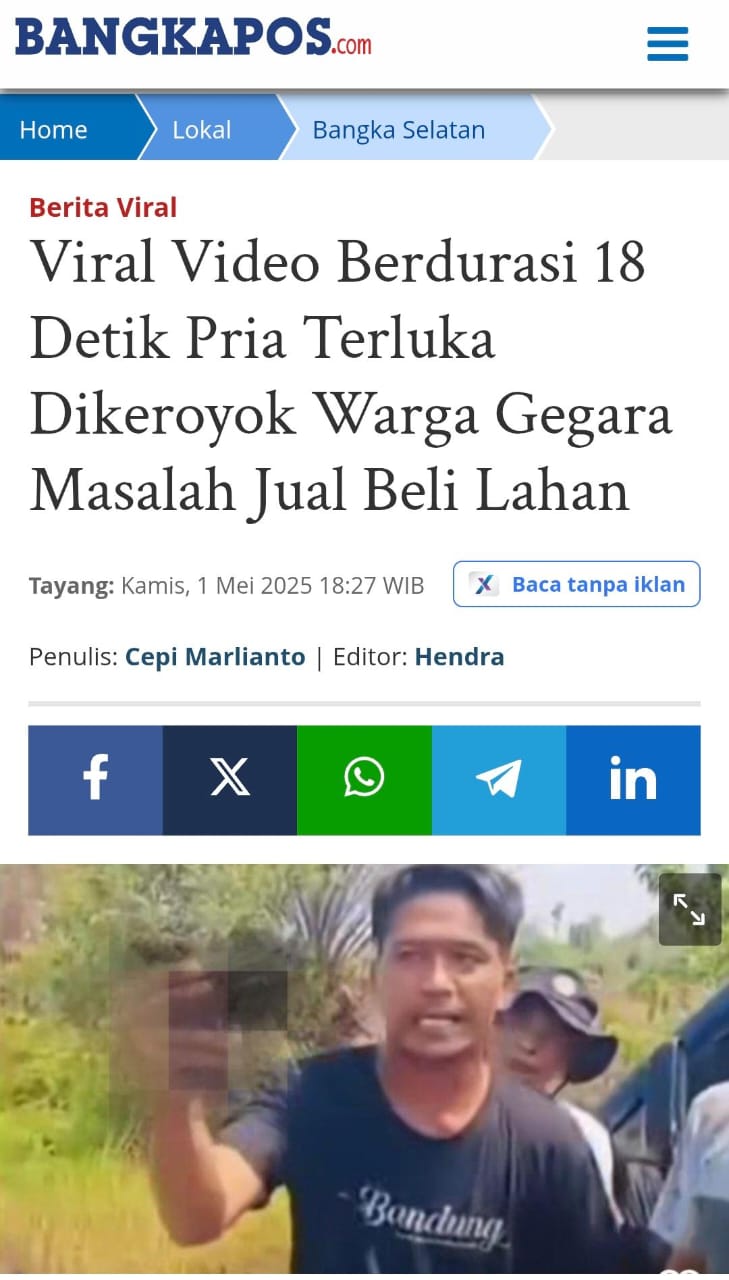 BANGKAPOS.com
Home
Lokal
Bangka Selatan
Berita Viral
Viral Video Berdurasi 18
Detik Pria Terluka
Dikeroyok Warga Gegara
Masalah Jual Beli Lahan
Tayang: Kamis, 1 Mei 2025 18:27 WIB
Baca tanpa iklan
Penulis: Cepi Marlianto | Editor: Hendra
Bandung